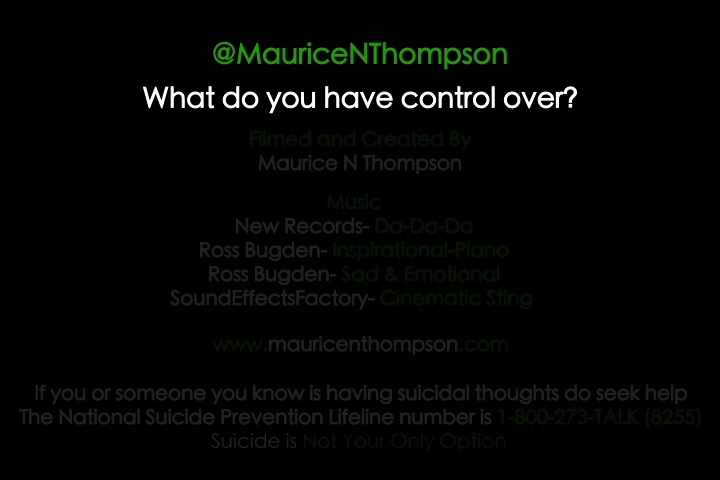 @MauriceNThompson
What do you have control over?
Filmed and Created By
Maurice N Thompson
Music
New Records- Da-Da-Da
Ross Bugden- Inspirational-Piano
Ross Bugden- Sad & Emotional
SoundEffectsFactory- Cinematic Sting
www.mauricenthompson.com
If you or someone you know is having suicidal thoughts do seek help
The National Suicide Prevention Lifeline number is 1-800-273-TALK (8255)
Suicide is Not Your Only Option